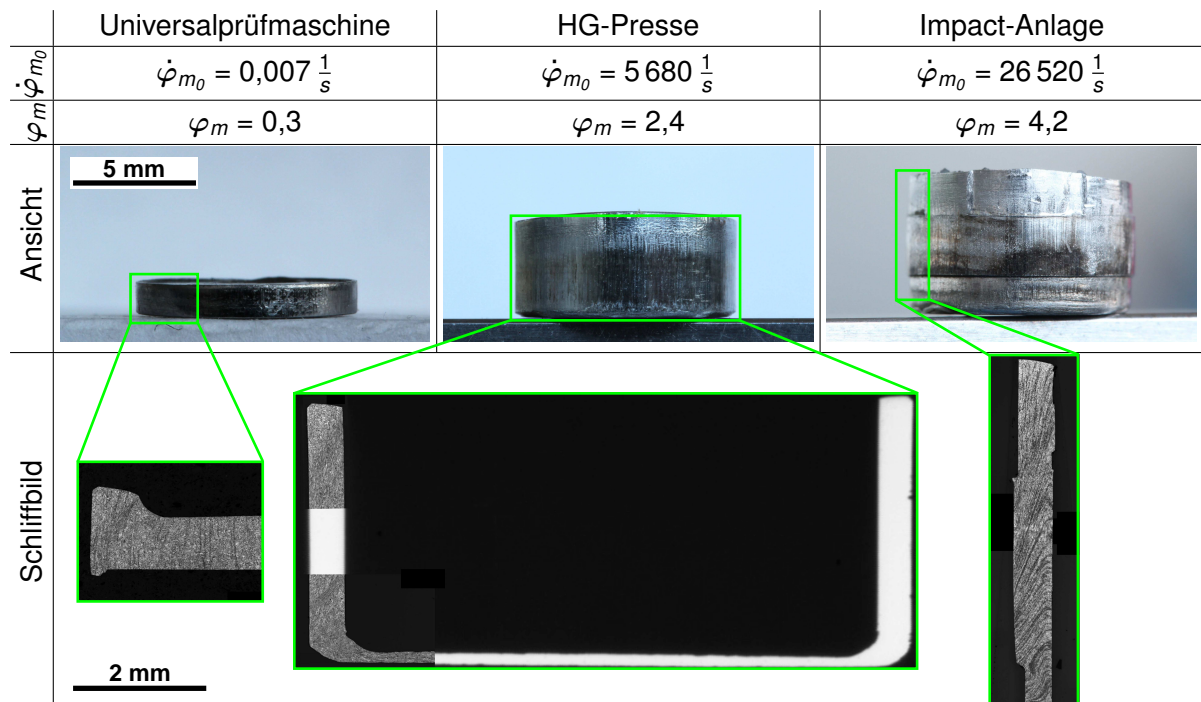 Universalprüfmaschine HG-Presse Impact-Anlage
φ̇ₘ₀ φ̇ₘ₀ = 0,007 1/s φ̇ₘ₀ = 5 680 1/s φ̇ₘ₀ = 26 520 1/s
φₘ φₘ = 0,3 φₘ = 2,4 φₘ = 4,2
Ansicht
5 mm
Schliffbild
2 mm